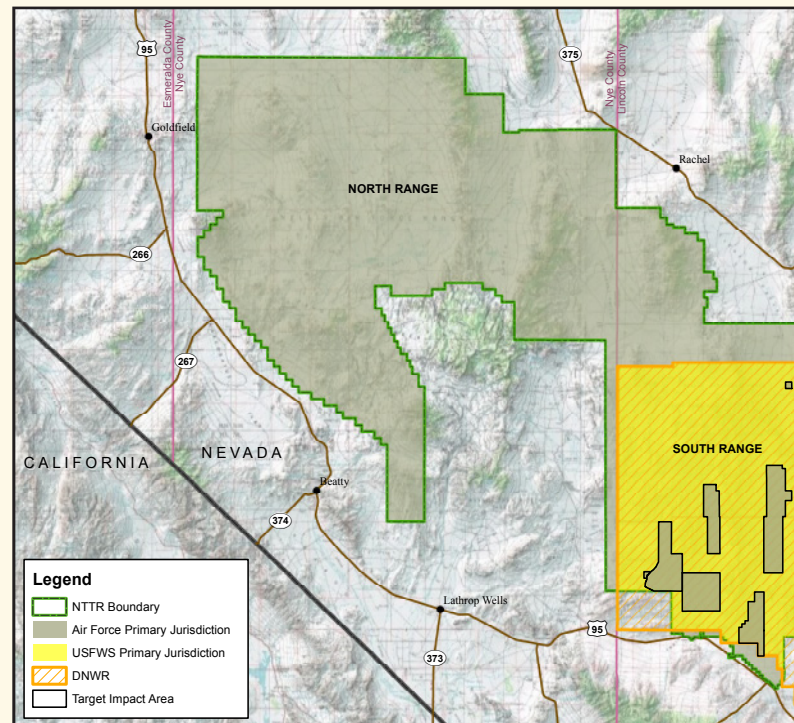 95
375
Esmeralda County
Nye County
Nye County
Lincoln County
Goldfield
Rachel
NORTH RANGE
266
267
SOUTH RANGE
CALIFORNIA
NEVADA
Beatty
374
Legend
NTTR Boundary
Air Force Primary Jurisdiction
USFWS Primary Jurisdiction
DNWR
Target Impact Area
Lathrop Wells
95
373